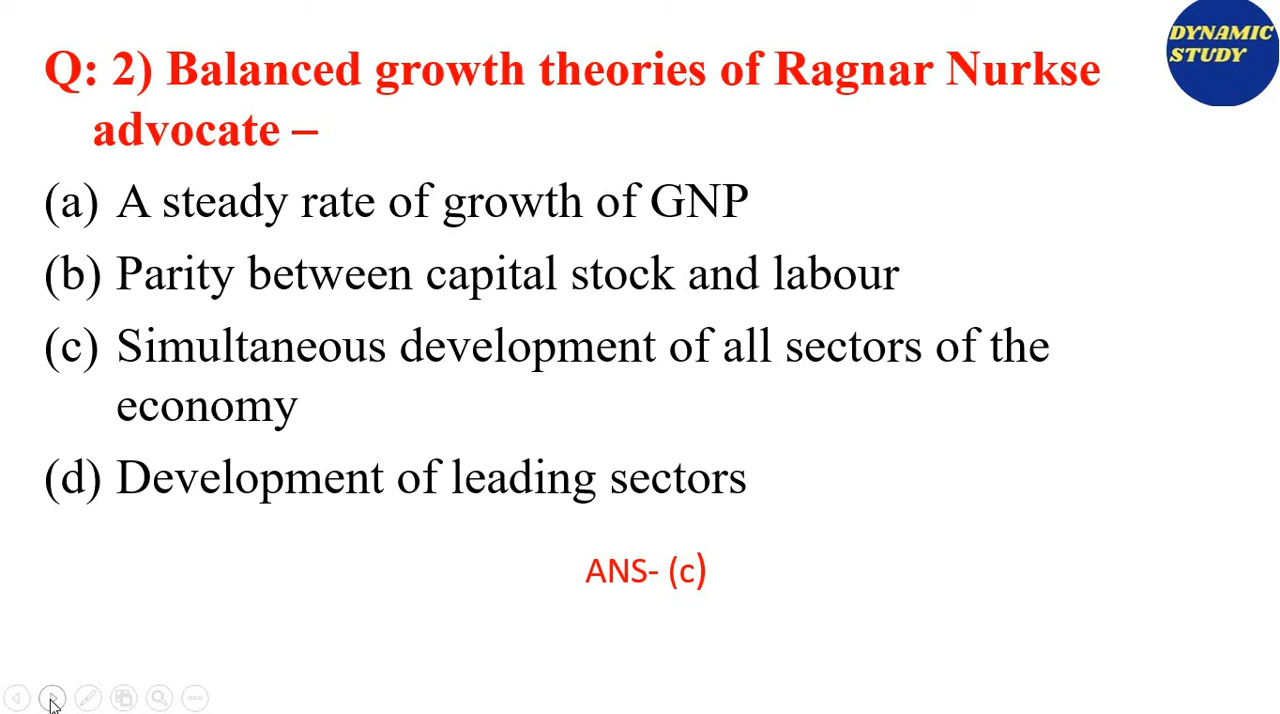 DYNAMIC
STUDY
Q: 2) Balanced growth theories of Ragnar Nurkse
advocate –
(a) A steady rate of growth of GNP
(b) Parity between capital stock and labour
(c) Simultaneous development of all sectors of the
economy
(d) Development of leading sectors
ANS- (c)